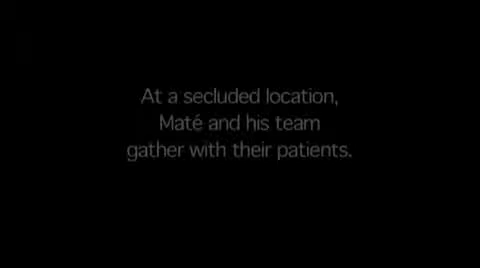 At a secluded location,
Maté and his team
gather with their patients.